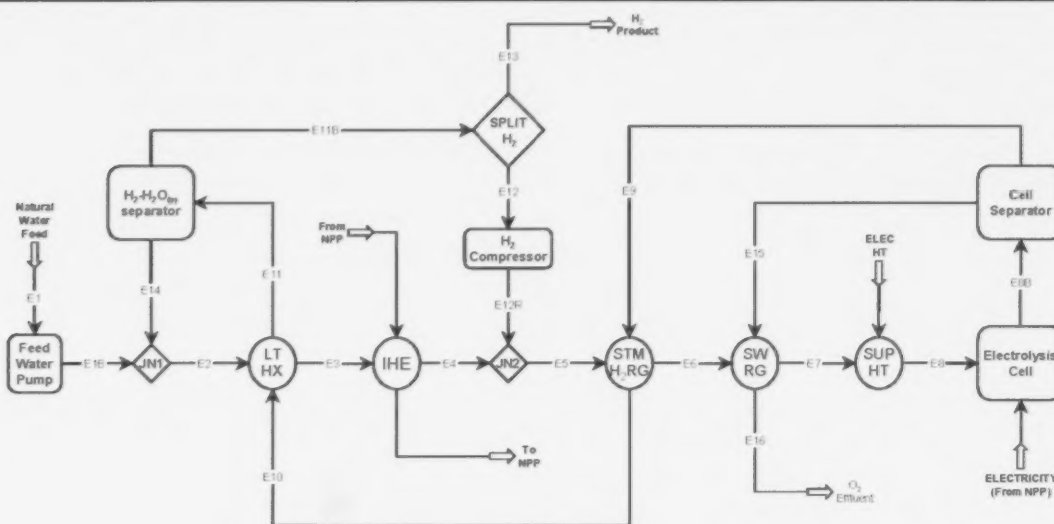 H2
Product
E13
SPLIT
H2
E11B
H2-H2O
separator
E12
E9
Cell
Separator
Natural
Water
Feed
From
NPP
H2
Compressor
ELEC
HT
E1
E14
E11
E12R
E15
E8B
Feed
Water
Pump
E1B
JN1
E2
LT
HX
E3
IHE
E4
JN2
E5
STM
H2RG
E6
SW
RG
E7
SUP
HT
E8
Electrolysis
Cell
E10
To
NPP
E16
O2
Effluent
ELECTRICITY
(From NPP)